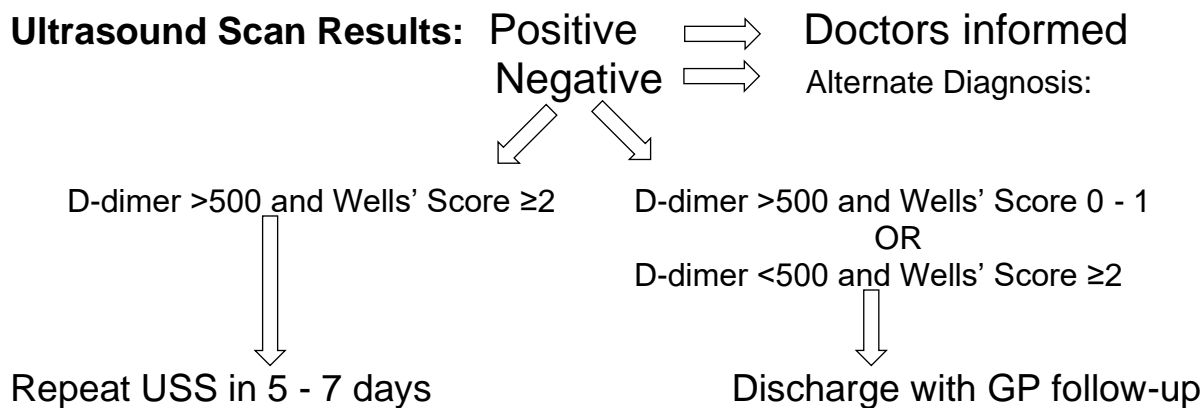 Ultrasound Scan Results: Positive Doctors informed
Negative Alternate Diagnosis:
D-dimer >500 and Wells’ Score ≥2
D-dimer >500 and Wells’ Score 0 - 1
OR
D-dimer <500 and Wells’ Score ≥2
Repeat USS in 5 - 7 days
Discharge with GP follow-up